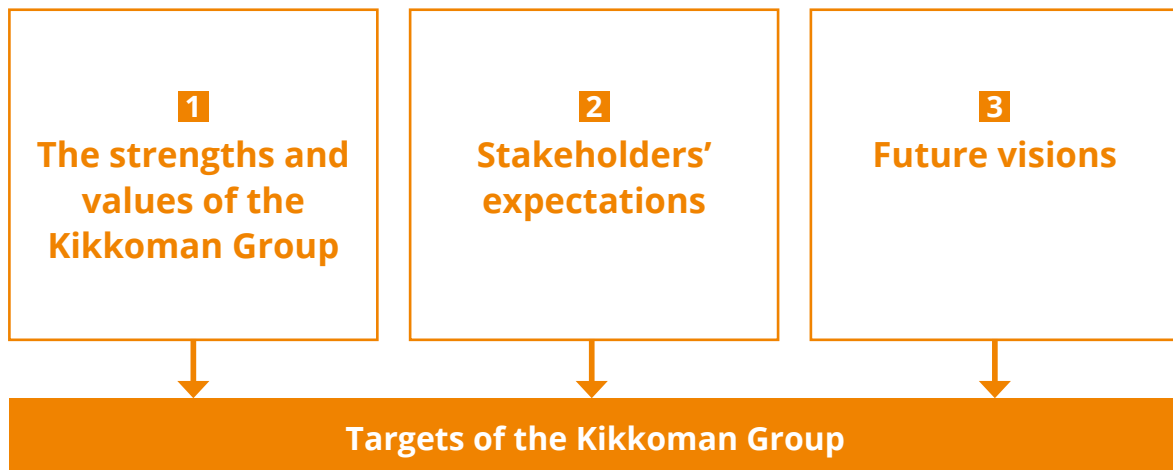 1
The strengths and
values of the
Kikkoman Group
2
Stakeholders’
expectations
3
Future visions
Targets of the Kikkoman Group